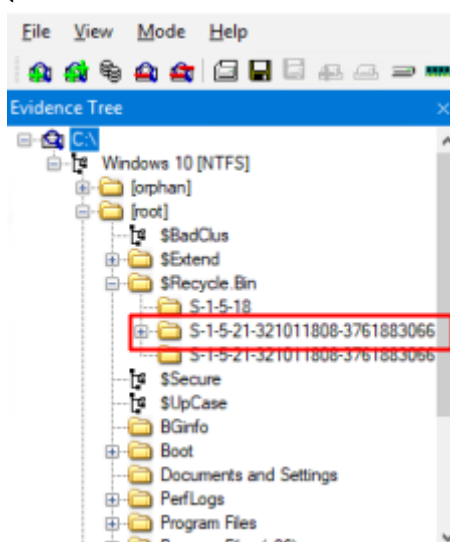 File View Mode Help
Evidence Tree
C:\
Windows 10 [NTFS]
[orphan]
[root]
$BadClus
$Extend
$Recycle.Bin
S-1-5-18
S-1-5-21-321011808-3761883066
S-1-5-21-321011808-3761883066
$Secure
$UpCase
BGinfo
Boot
Documents and Settings
PerfLogs
Program Files